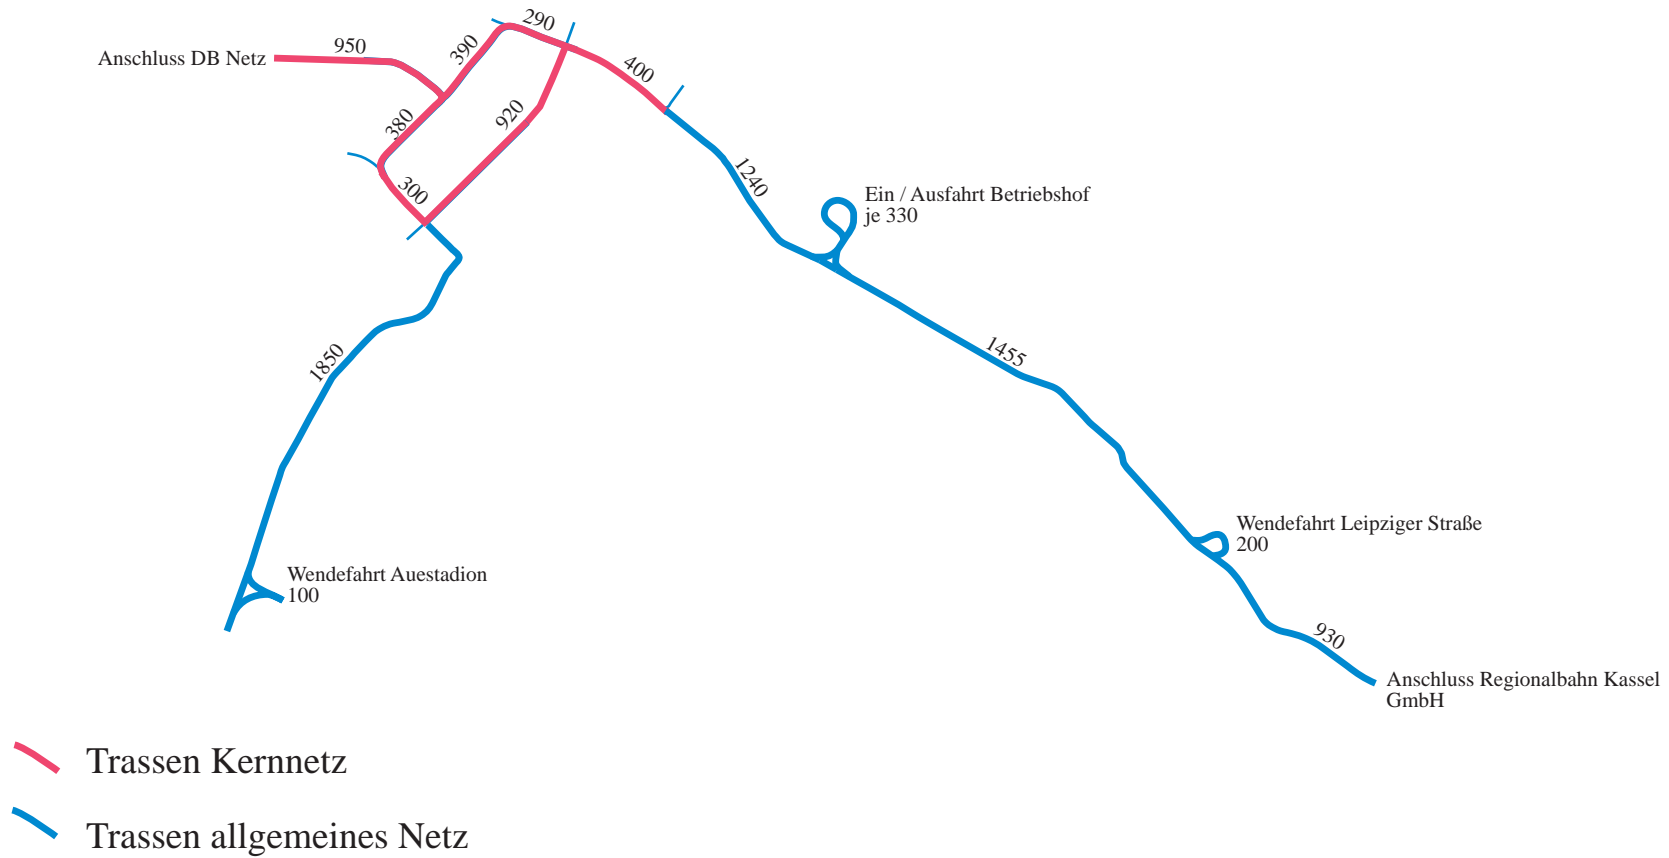 290
950
390
Anschluss DB Netz
400
380
920
1240
300
Ein / Ausfahrt Betriebshof
je 330
1455
1850
Wendefahrt Leipziger Straße
200
Wendefahrt Auestadion
100
930
Anschluss Regionalbahn Kassel
GmbH
Trassen Kernnetz
Trassen allgemeines Netz